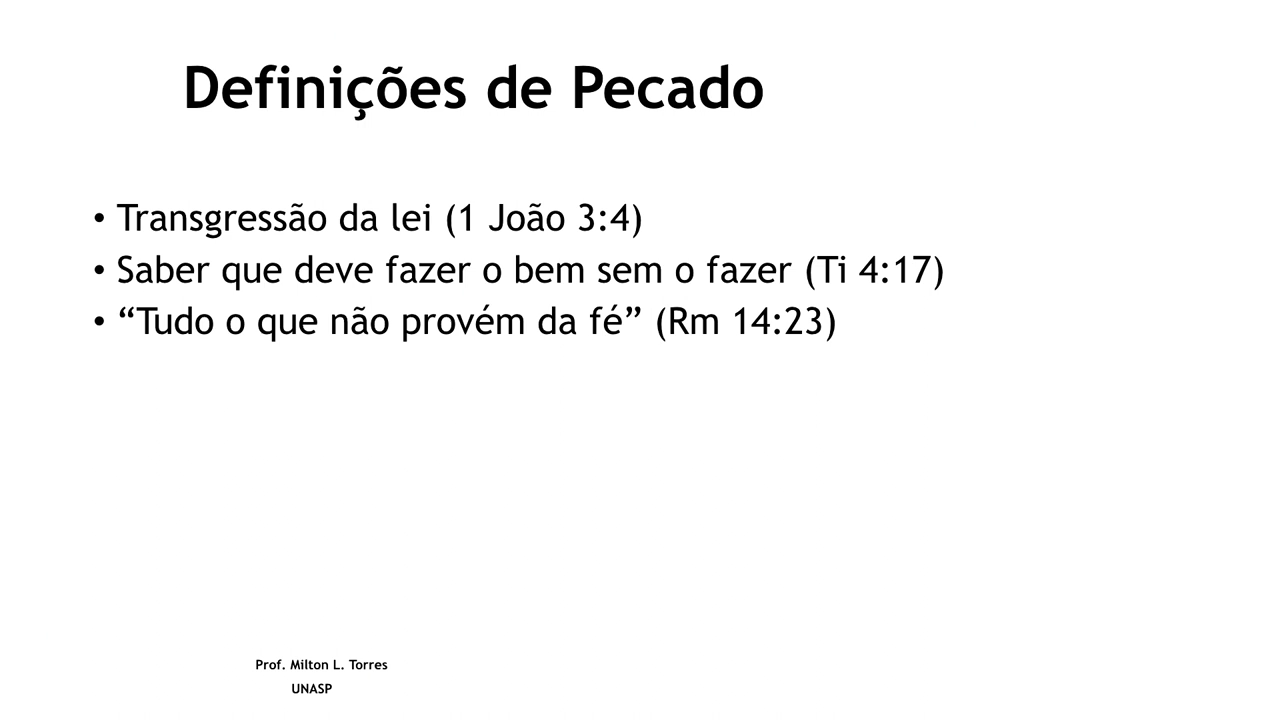 Definições de Pecado
• Transgressão da lei (1 João 3:4)
• Saber que deve fazer o bem sem o fazer (Ti 4:17)
• “Tudo o que não provém da fé” (Rm 14:23)
Prof. Milton L. Torres
UNASP